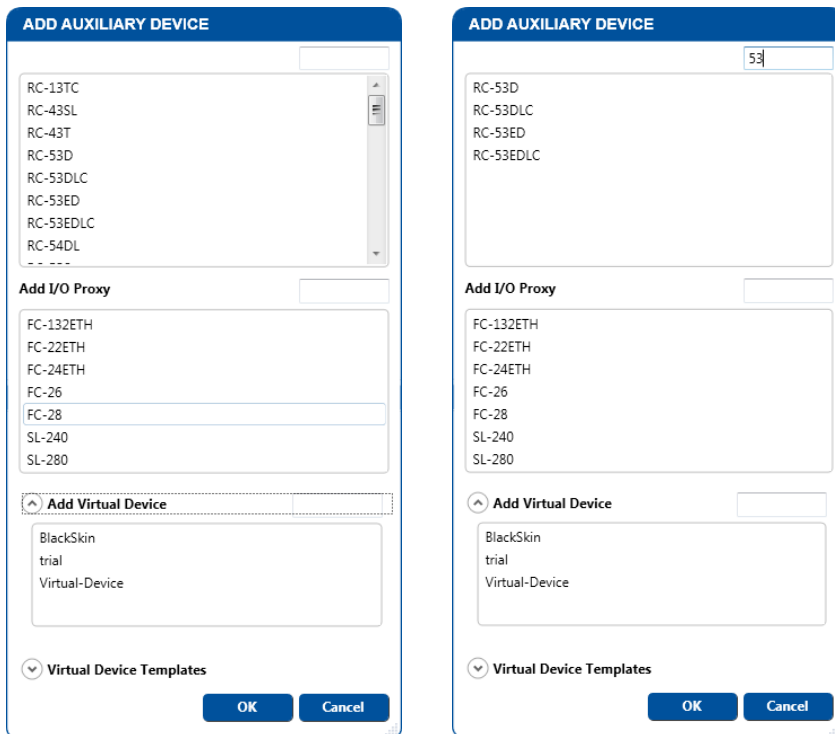 ADD AUXILIARY DEVICE
RC-13TC
RC-43SL
RC-43T
RC-53D
RC-53DLC
RC-53ED
RC-53EDLC
RC-54DL
Add I/O Proxy
FC-132ETH
FC-22ETH
FC-24ETH
FC-26
FC-28
SL-240
SL-280
Add Virtual Device
BlackSkin
trial
Virtual-Device
Virtual Device Templates
OK
Cancel
ADD AUXILIARY DEVICE
53
RC-53D
RC-53DLC
RC-53ED
RC-53EDLC
Add I/O Proxy
FC-132ETH
FC-22ETH
FC-24ETH
FC-26
FC-28
SL-240
SL-280
Add Virtual Device
BlackSkin
trial
Virtual-Device
Virtual Device Templates
OK
Cancel